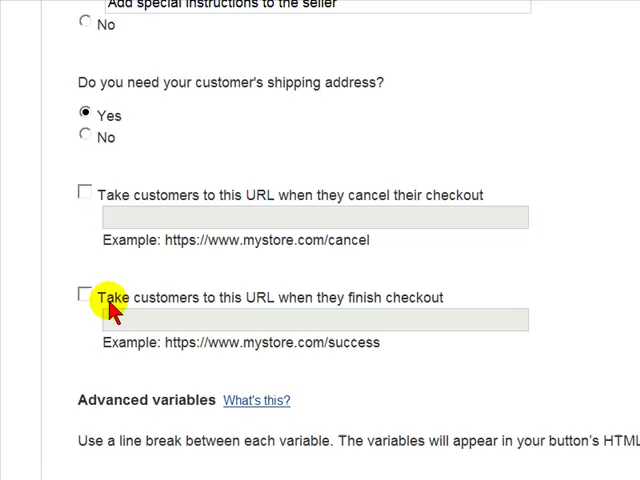 Add special instructions to the seller
No
Do you need your customer's shipping address?
Yes
No
Take customers to this URL when they cancel their checkout
Example: https://www.mystore.com/cancel
Take customers to this URL when they finish checkout
Example: https://www.mystore.com/success
Advanced variables What's this?
Use a line break between each variable. The variables will appear in your button's HTML